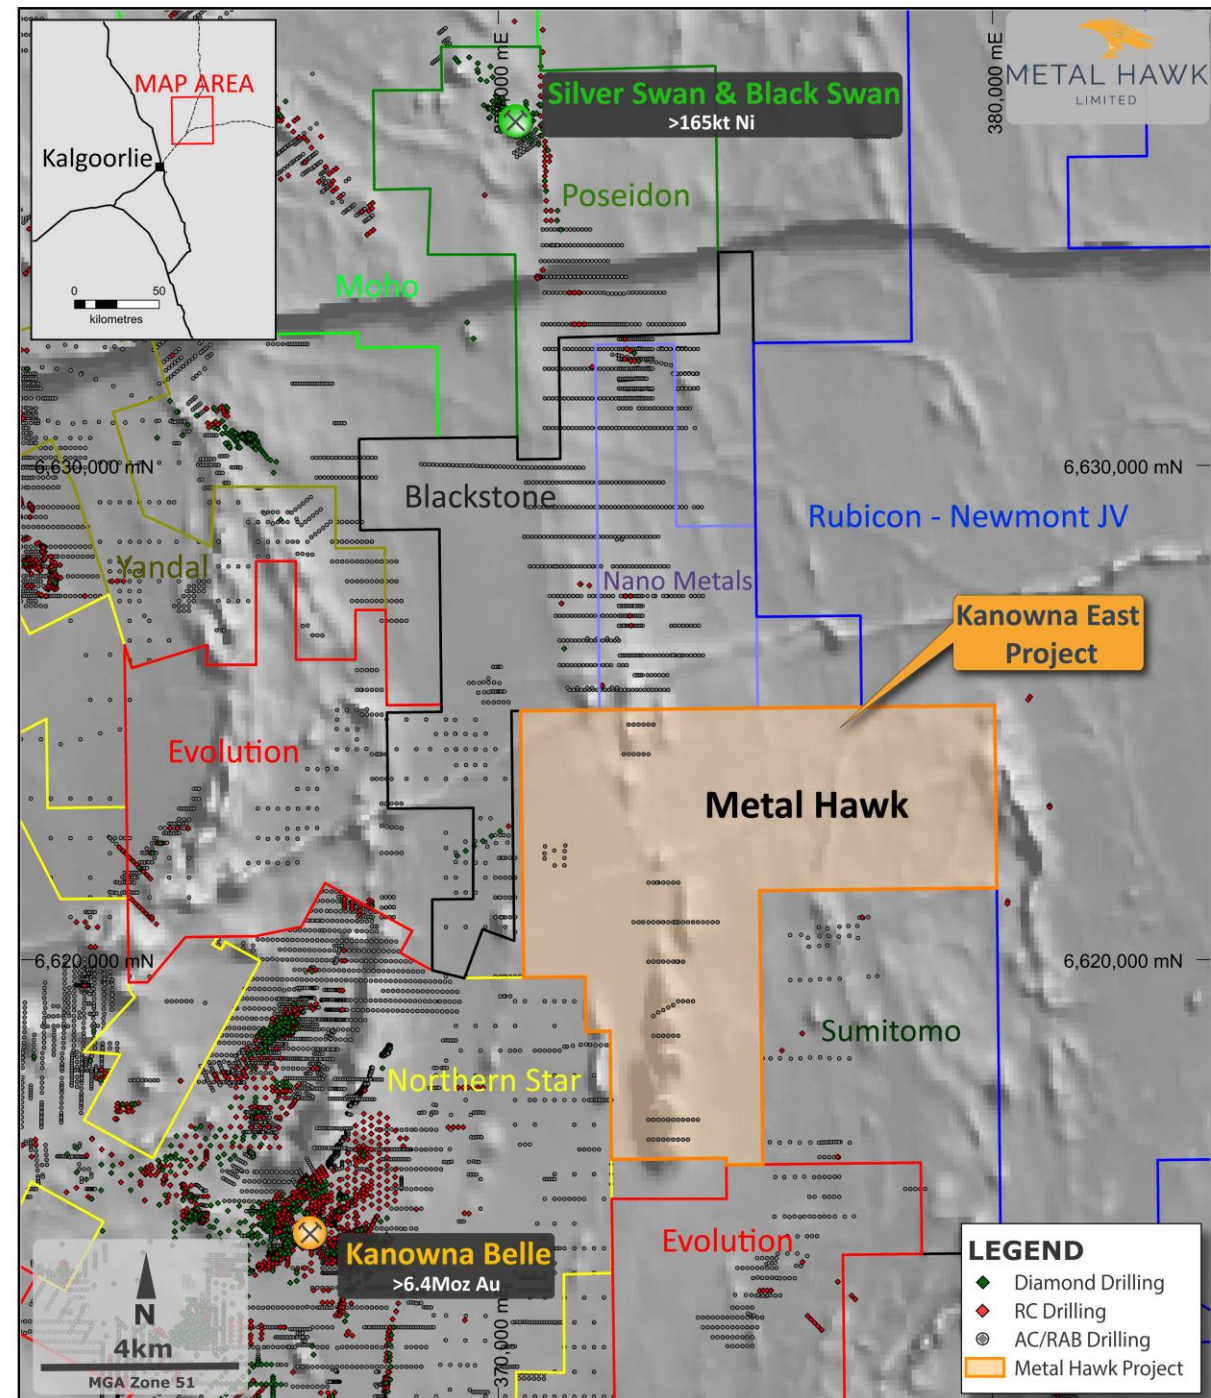 MAP AREA
Kalgoorlie
0
50
kilometres
000 mE
380,000 mE
METAL HAWK
LIMITED
Silver Swan & Black Swan
>165kt Ni
Poseidon
Moho
6,630,000 mN
6,630,000 mN
Blackstone
Rubicon - Newmont JV
Yandal
Nano Metals
Kanowna East
Project
Evolution
Metal Hawk
6,620,000 mN
6,620,000 mN
Sumitomo
Northern Star
Evolution
Kanowna Belle
>6.4Moz Au
370,000 m
N
4km
MGA Zone 51
LEGEND
Diamond Drilling
RC Drilling
AC/RAB Drilling
Metal Hawk Project